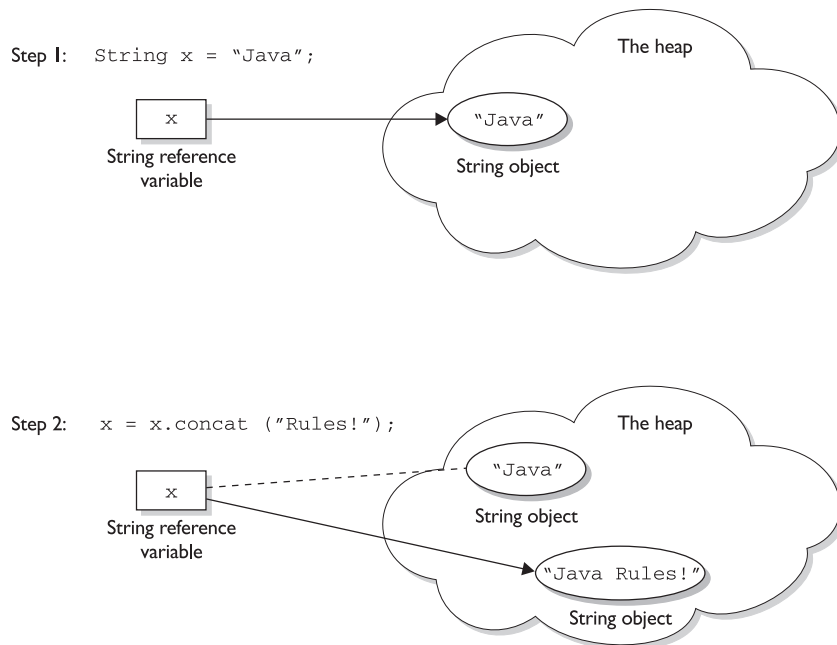 Step 1: String x = “Java”;
The heap
x
“Java”
String reference
variable
String object
Step 2: x = x.concat ("Rules!");
The heap
x
“Java”
String reference
variable
String object
“Java Rules!”
String object